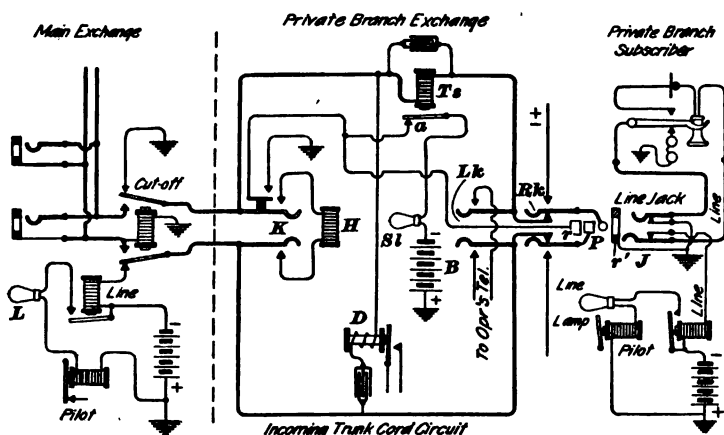 Main Exchange
Private Branch Exchange
Private Branch
Subscriber
Ts
a
±
Cut-off
Lk
Rk
Line Jack
Line
K
H
Sl
B
r
P
r'
J
To Opr's Tel.
Line
L
D
Line
Lamp
Line
Pilot
Pilot
-
+
-
+
-
+
Incoming Trunk Cord Circuit